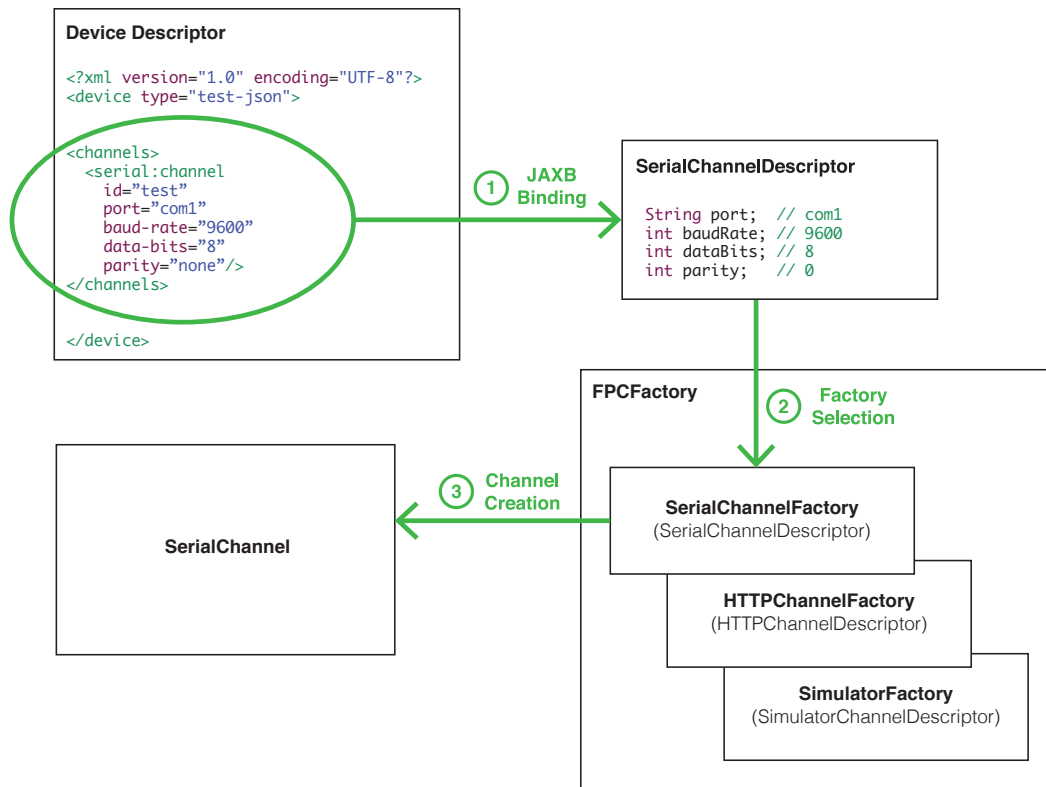 Device Descriptor
<?xml version="1.0" encoding="UTF-8"?>
<device type="test-json">
<channels>
<serial:channel
id=”test”
port=”com1”
baud-rate=”9600”
data-bits=”8”
parity=”none”/>
</channels>
</device>
1 JAXB
Binding
SerialChannelDescriptor
String port; // com1
int baudRate; // 9600
int dataBits; // 8
int parity; // 0
2 Factory
Selection
FPCFactory
SerialChannelFactory
(SerialChannelDescriptor)
HTTPChannelFactory
(HTTPChannelDescriptor)
SimulatorFactory
(SimulatorChannelDescriptor)
3 Channel
Creation
SerialChannel